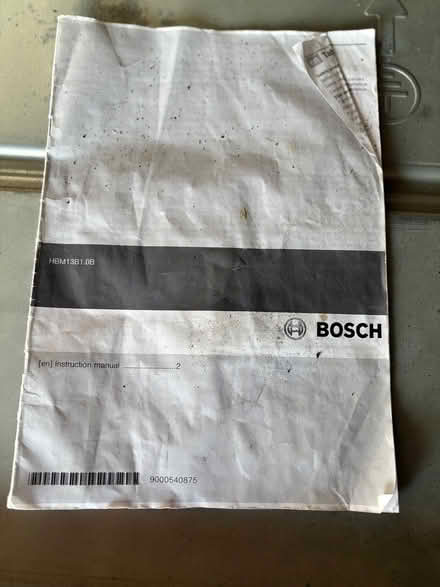 HBM13B1.0B
BOSCH
[en] Instruction manual 2
9000540875